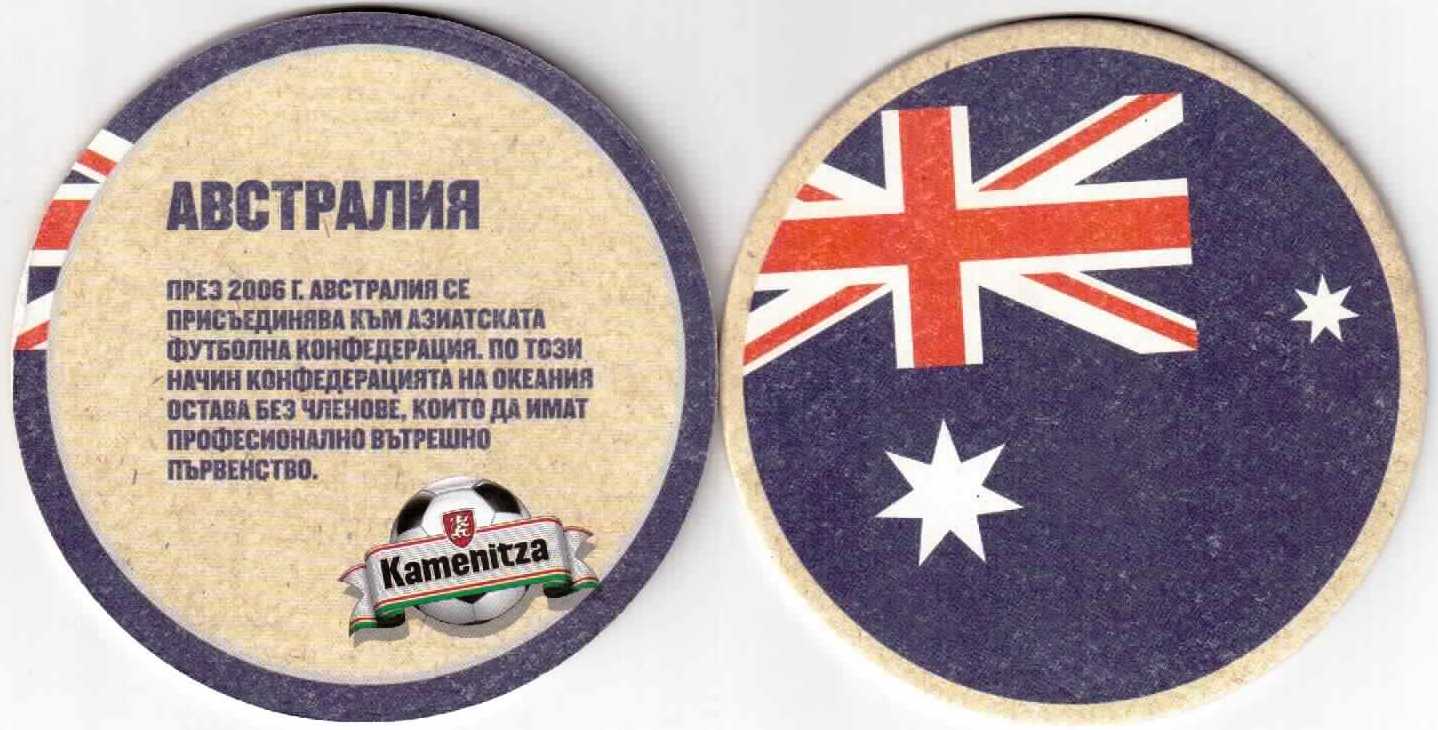 АВСТРАЛИЯ
ПРЕЗ 2006 Г. АВСТРАЛИЯ СЕ
ПРИСЪЕДИНЯВА КЪМ АЗИАТСКАТА
ФУТБОЛНА КОНФЕДЕРАЦИЯ. ПО ТОЗИ
НАЧИН КОНФЕДЕРАЦИЯТА НА ОКЕАНИЯ
ОСТАВА БЕЗ ЧЛЕНОВЕ, КОИТО ДА ИМАТ
ПРОФЕСИОНАЛНО ВЪТРЕШНО
ПЪРВЕНСТВО.
Kamenitza